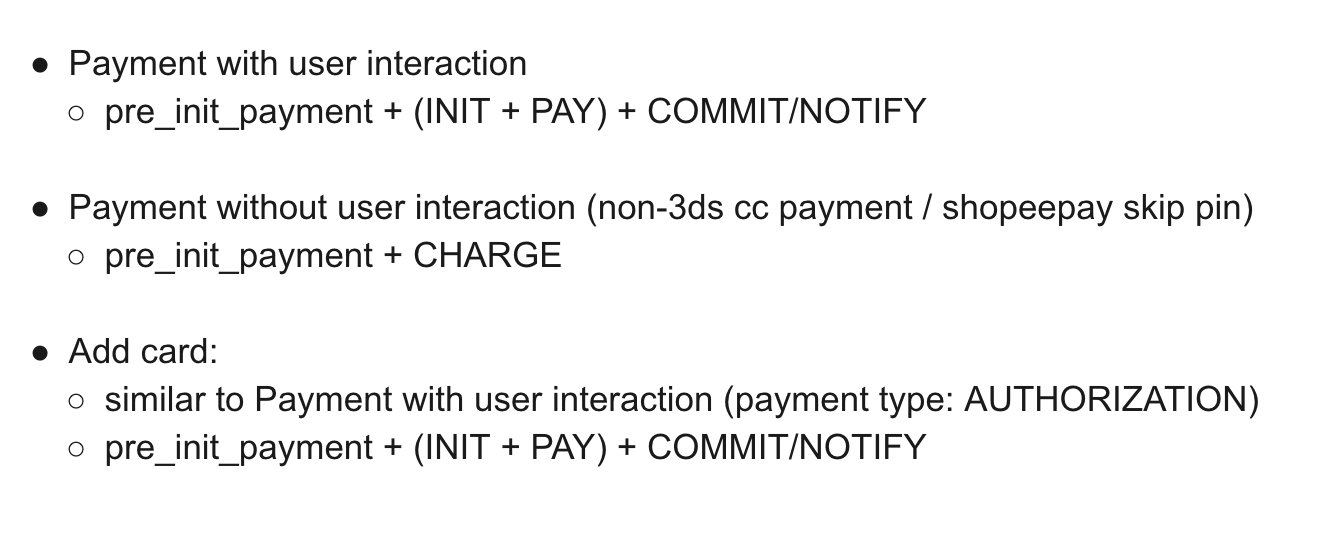 ● Payment with user interaction
○ pre_init_payment + (INIT + PAY) + COMMIT/NOTIFY
● Payment without user interaction (non-3ds cc payment / shopeepay skip pin)
○ pre_init_payment + CHARGE
● Add card:
○ similar to Payment with user interaction (payment type: AUTHORIZATION)
○ pre_init_payment + (INIT + PAY) + COMMIT/NOTIFY